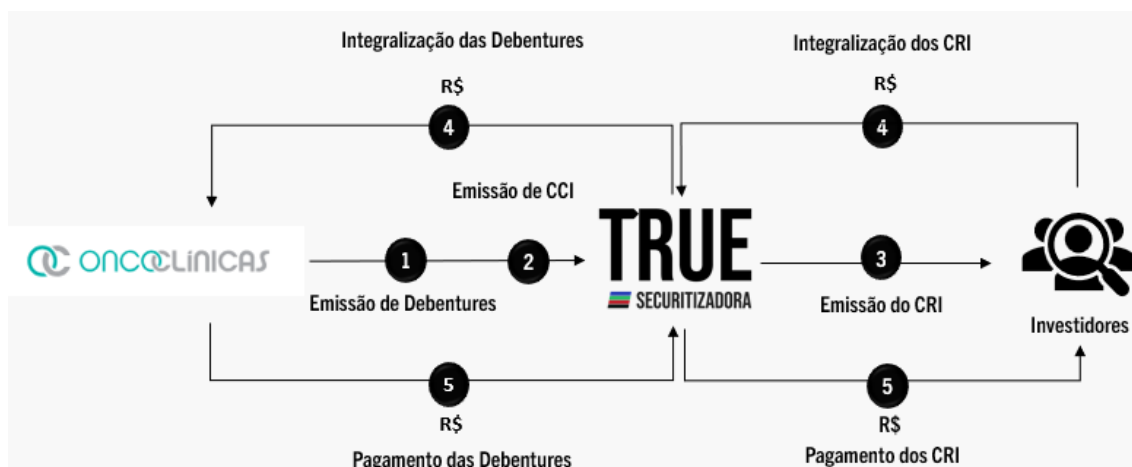 Integralização das Debentures
R$
4
Integralização dos CRI
R$
4
Emissão de CCI
ONCOCLÍNICAS
1
2
Emissão de Debentures
TRUE
SECURITIZADORA
3
Emissão do CRI
Investidores
5
R$
Pagamento das Debentures
5
R$
Pagamento dos CRI